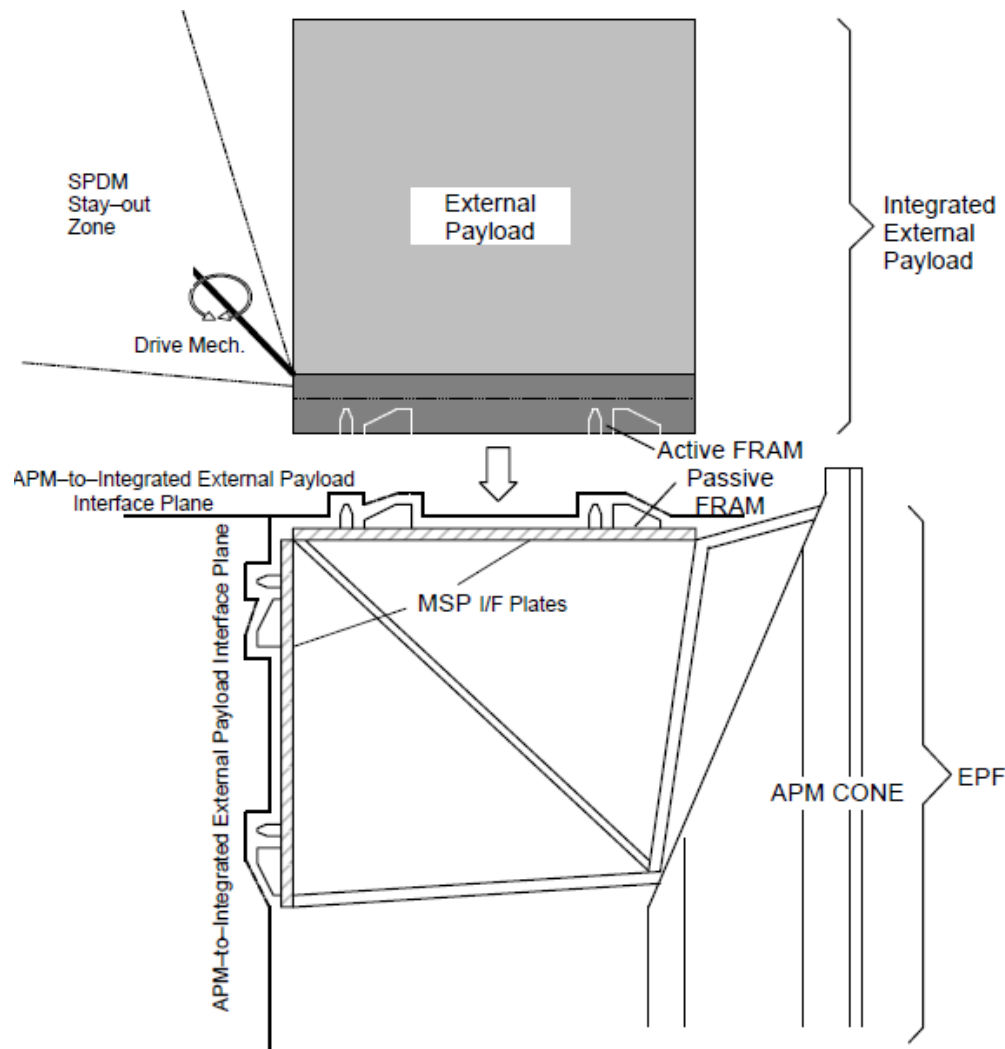 SPDM
Stay–out
Zone
External
Payload
Integrated
External
Payload
Drive Mech.
Active FRAM
Passive
FRAM
APM–to–Integrated External Payload
Interface Plane
APM–to–Integrated External Payload Interface Plane
MSP I/F Plates
APM CONE
EPF